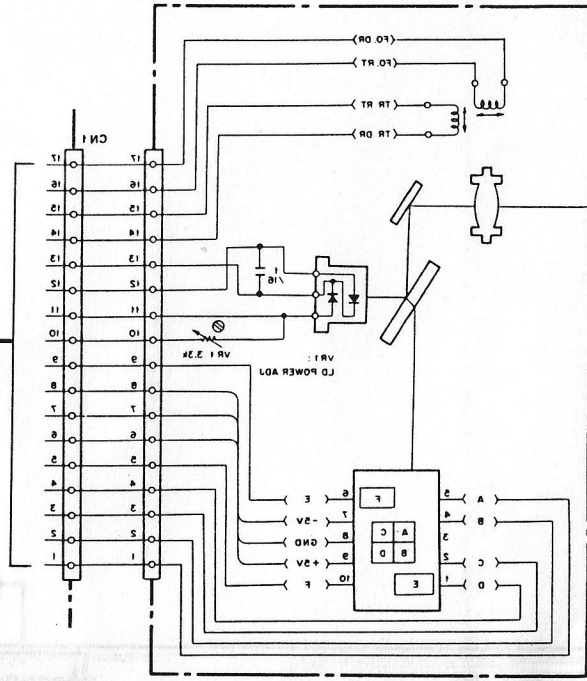 FO.DR
FO.RT
TR RT
TR DR
CN1
17 17
16 16
15 15
14 14
13 13
12 12
11 11
10 10
9 9
8 8
7 7
6 6
5 5
4 4
3 3
2 2
1 1
VR1 3.3k
VR1 :
LD POWER ADJ
E 6 F 5 A
-5V 7 4 B
GND 8 A C 3
+5V 9 B D 2 C
F 10 E 1 D